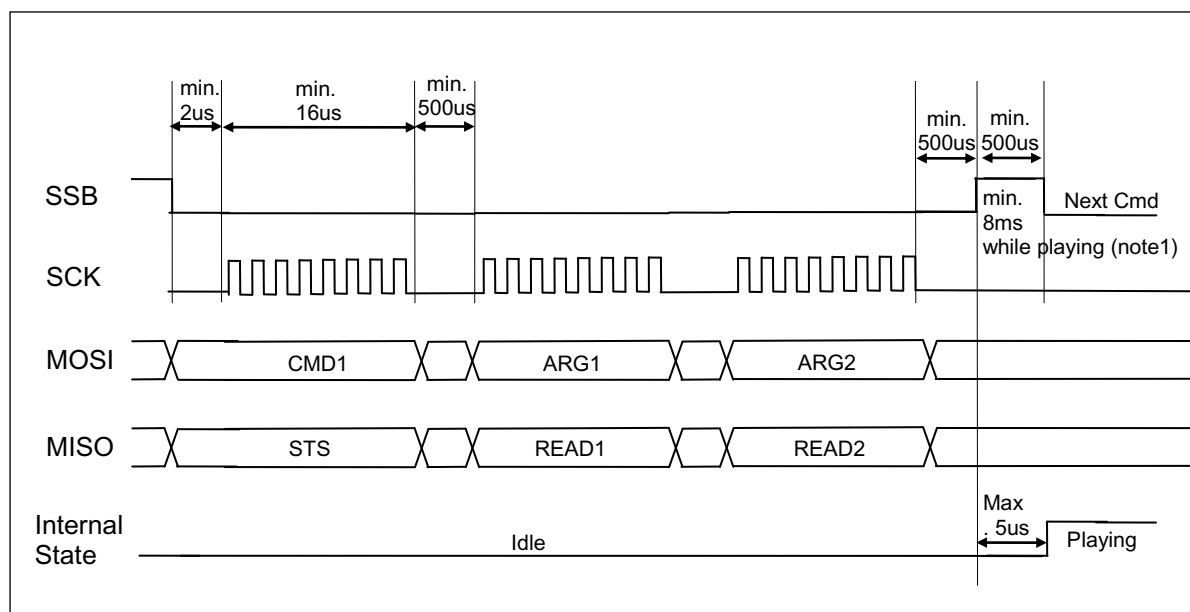 min.
2us
min.
16us
min.
500us
min.
500us
min.
500us
SSB
min.
8ms
while playing (note1)
Next Cmd
SCK
MOSI
CMD1
ARG1
ARG2
MISO
STS
READ1
READ2
Internal
State
Idle
Max
. 5us
Playing